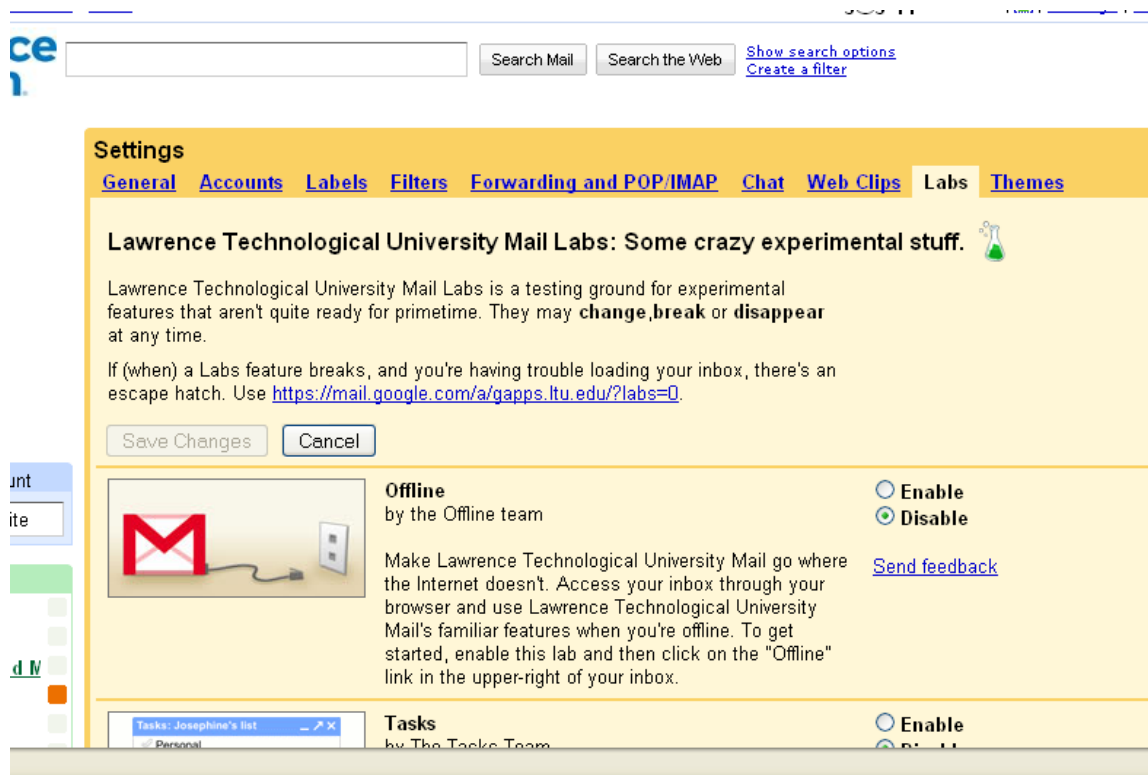 ce
n.
Search Mail
Search the Web
Show search options
Create a filter
Settings
General Accounts Labels Filters Forwarding and POP/IMAP Chat Web Clips Labs Themes
Lawrence Technological University Mail Labs: Some crazy experimental stuff.
Lawrence Technological University Mail Labs is a testing ground for experimental
features that aren't quite ready for primetime. They may change,break or disappear
at any time.
If (when) a Labs feature breaks, and you're having trouble loading your inbox, there's an
escape hatch. Use https://mail.google.com/a/gapps.ltu.edu/?labs=0.
Save Changes
Cancel
unt
ite
d M
Offline
by the Offline team
Make Lawrence Technological University Mail go where
the Internet doesn't. Access your inbox through your
browser and use Lawrence Technological University
Mail's familiar features when you're offline. To get
started, enable this lab and then click on the "Offline"
link in the upper-right of your inbox.
Enable
Disable
Send feedback
Tasks: Josephine's list
Personal
Tasks
by The Tasks Team
Enable
Disable